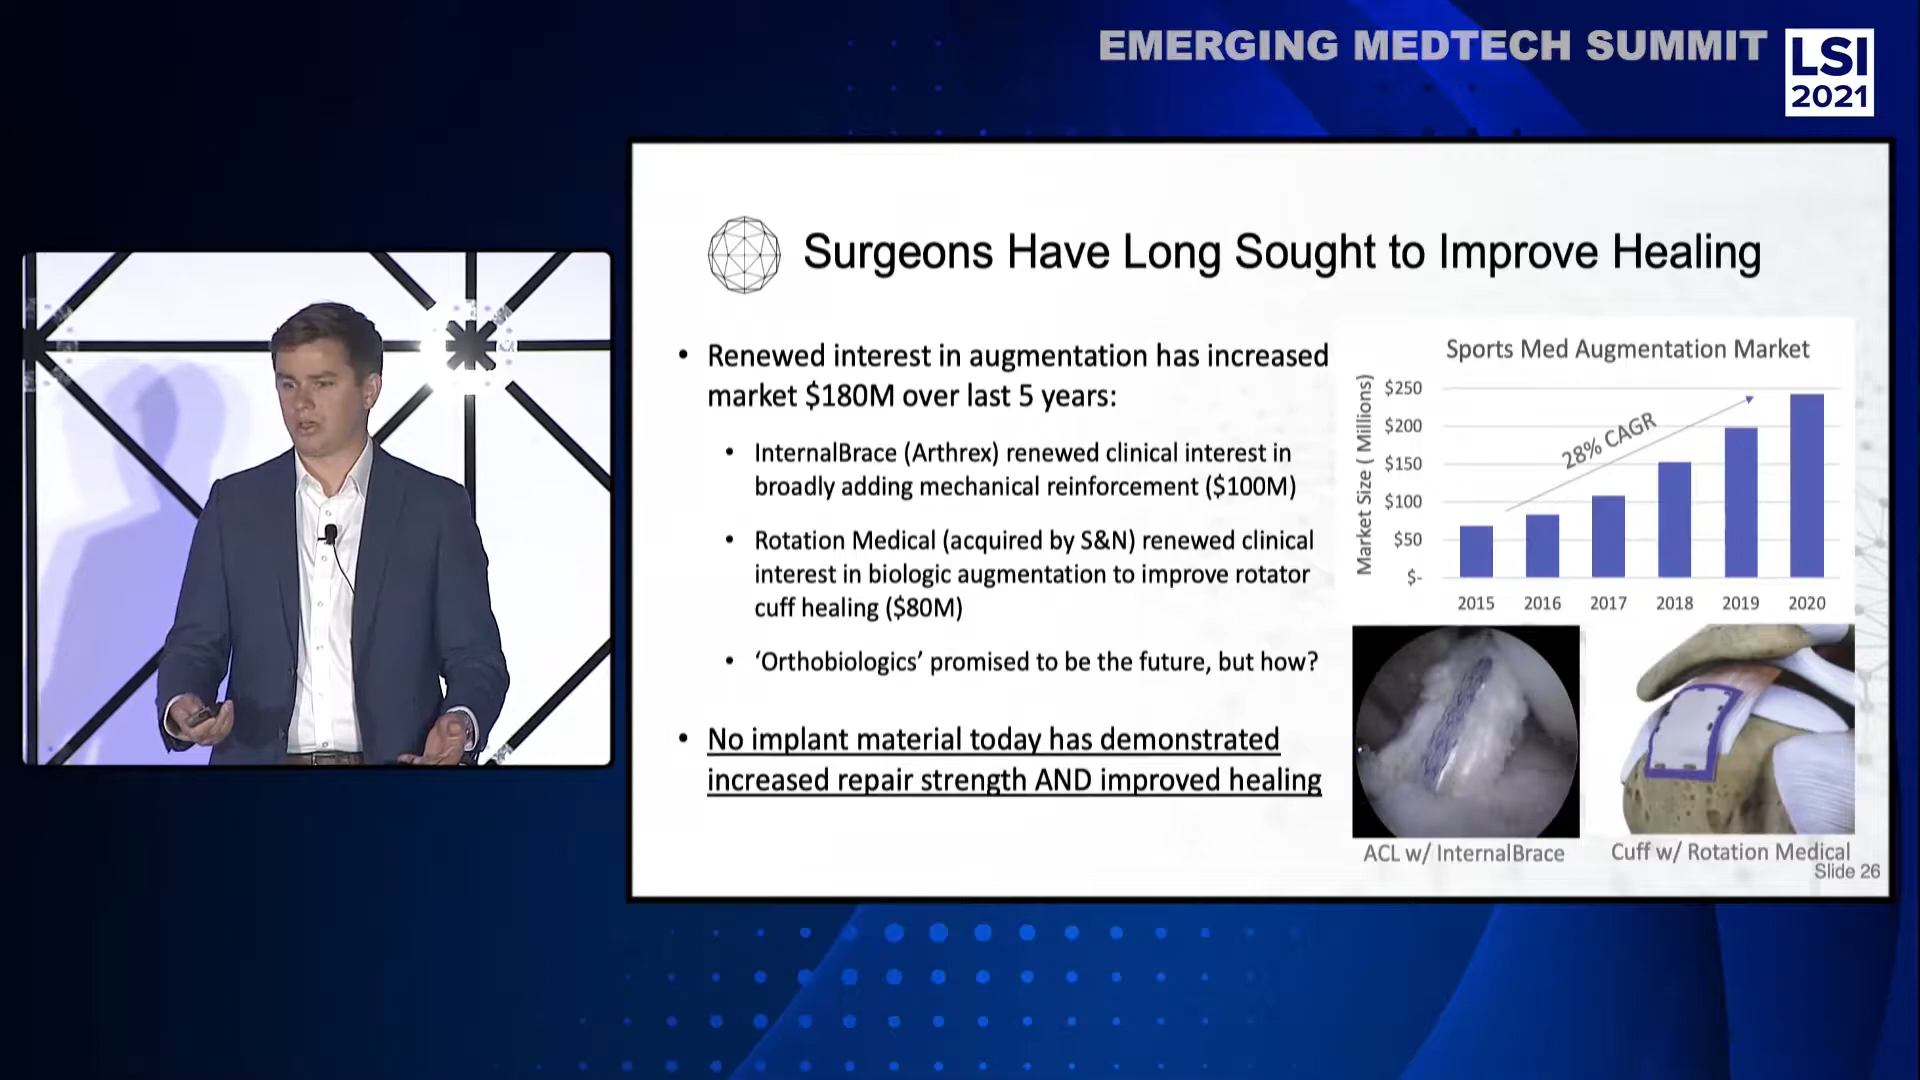 EMERGING MEDTECH SUMMIT
LSI
2021
Surgeons Have Long Sought to Improve Healing
• Renewed interest in augmentation has increased
market $180M over last 5 years:
• InternalBrace (Arthrex) renewed clinical interest in
broadly adding mechanical reinforcement ($100M)
• Rotation Medical (acquired by S&N) renewed clinical
interest in biologic augmentation to improve rotator
cuff healing ($80M)
• ‘Orthobiologics’ promised to be the future, but how?
• No implant material today has demonstrated
increased repair strength AND improved healing
Sports Med Augmentation Market
Market Size ( Millions)
$250
$200
$150
$100
$50
$-
28% CAGR
2015 2016 2017 2018 2019 2020
ACL w/ InternalBrace
Cuff w/ Rotation Medical
Slide 26